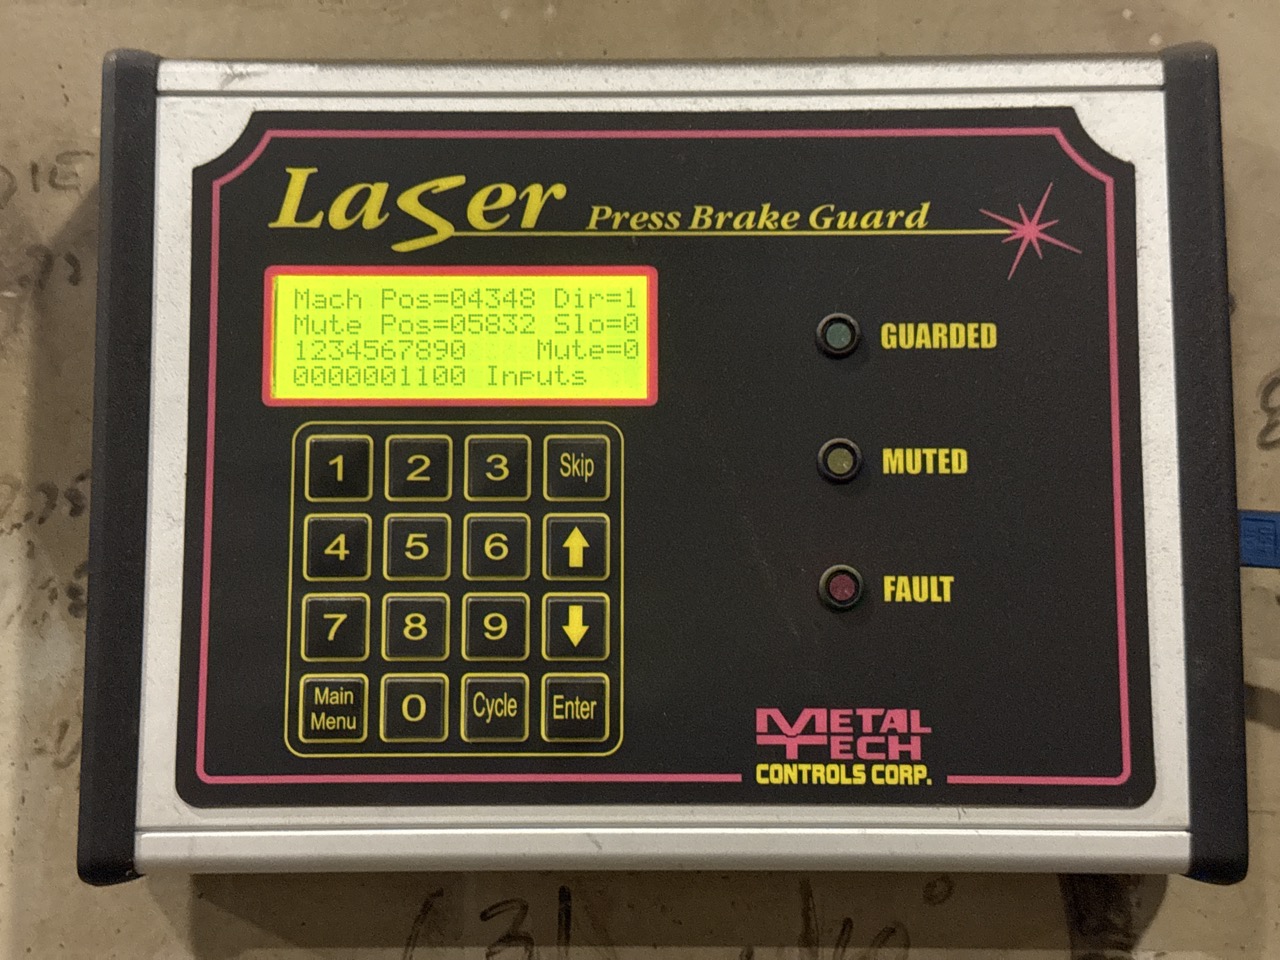 DIE
Laser Press Brake Guard
Mach Pos=04348 Dir=1
Mute Pos=05832 Slo=0
1234567890 Mute=0
0000001100 Inputs
GUARDED
MUTED
FAULT
1 2 3 Skip
4 5 6
7 8 9
Main Menu 0 Cycle Enter
METAL
TECH
CONTROLS CORP.